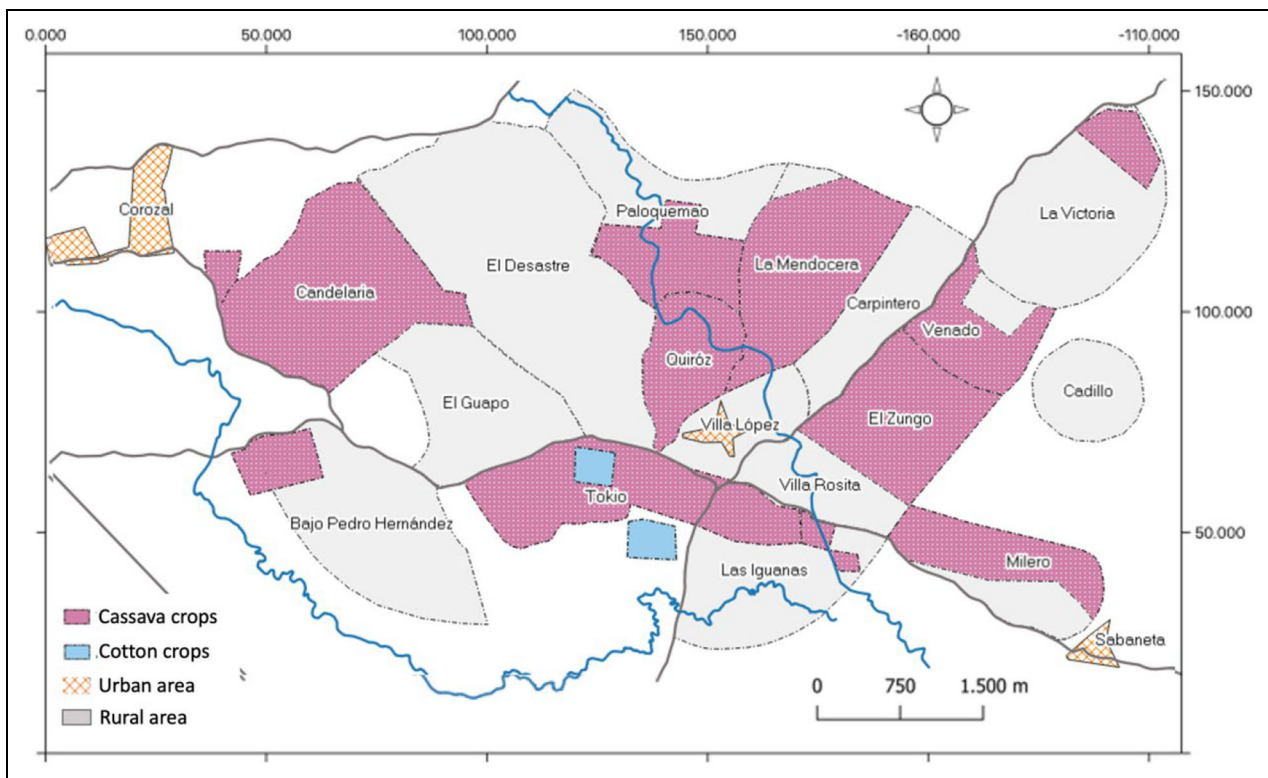 0.000 50.000 100.000 150.000 -160.000 -110.000
150.000
Corozal
Paloquemao
La Victoria
El Desastre
La Mendocera
Candelaria
Carpintero
100.000
Venado
Quiróz
Cadillo
El Guapo
El Zungo
Villa López
Villa Rosita
Tokio
Bajo Pedro Hernández
50.000
Las Iguanas
Milero
Sabaneta
Cassava crops
Cotton crops
Urban area
Rural area
0 750 1.500 m